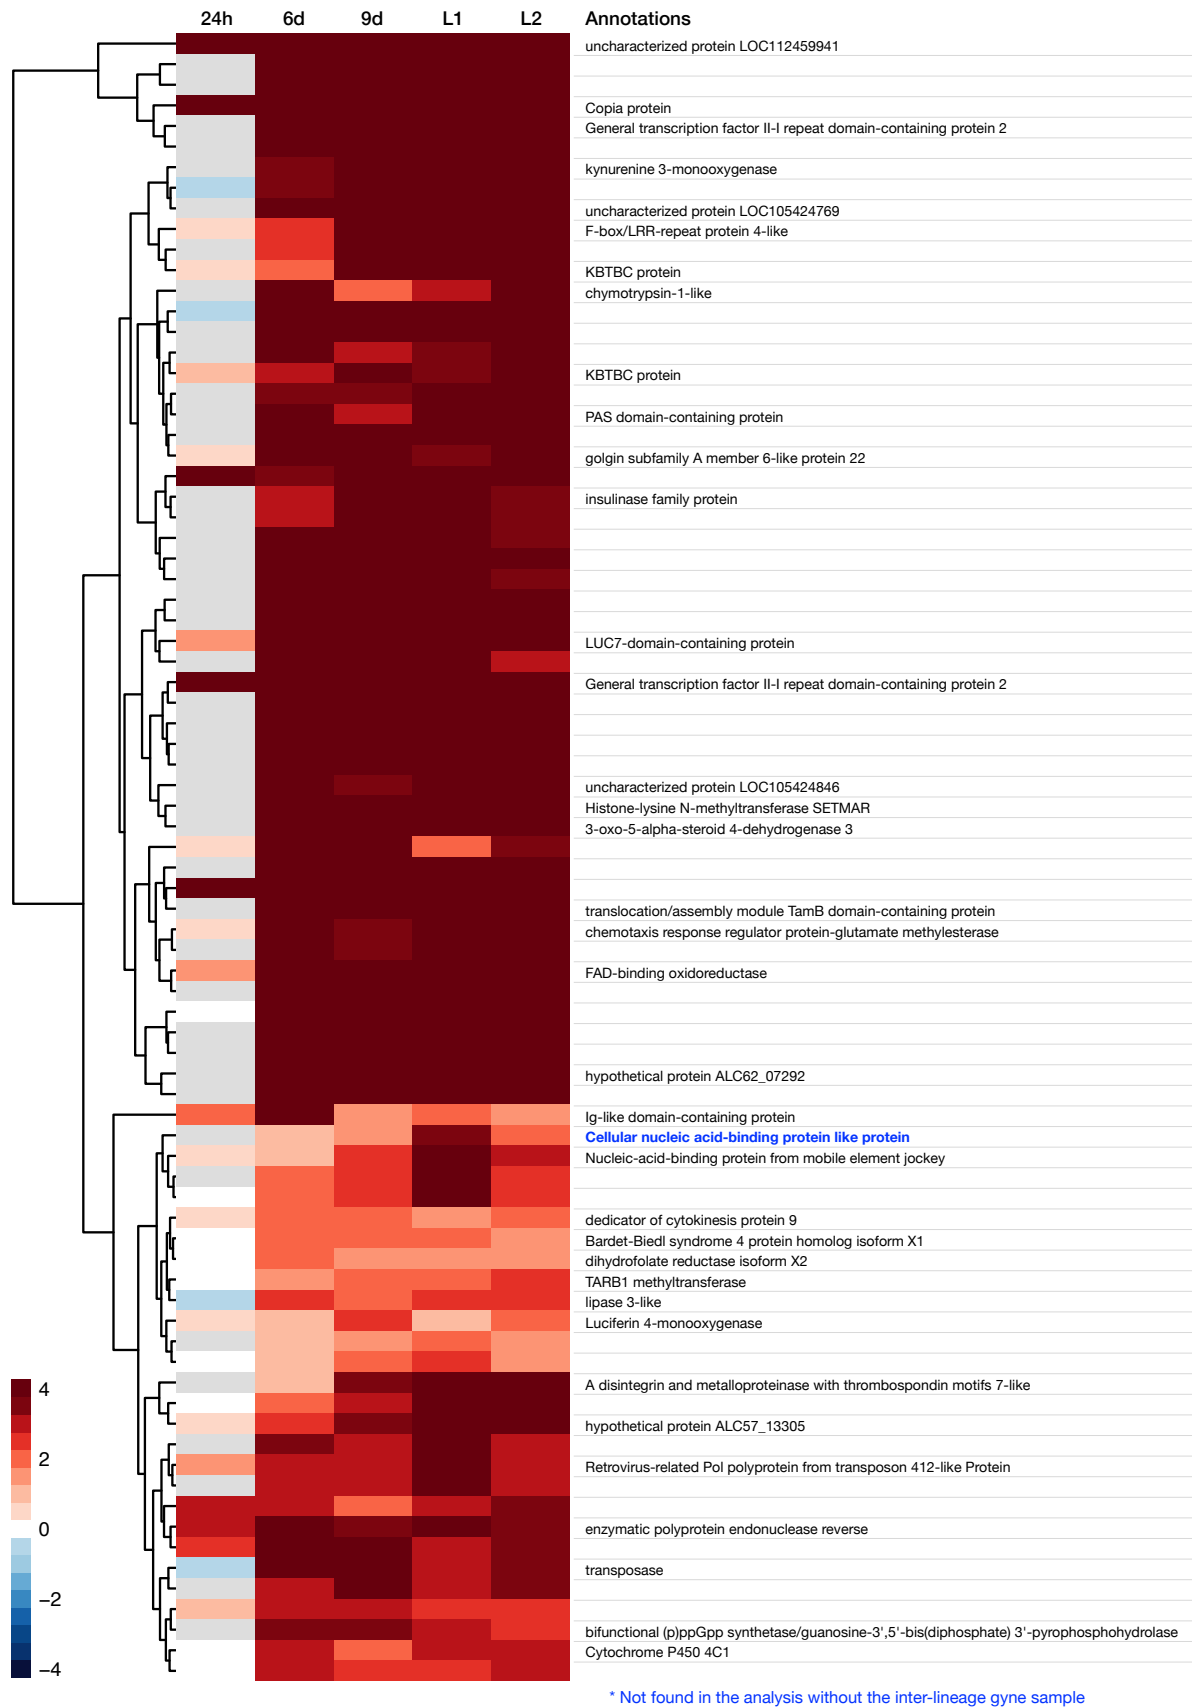 24h 6d 9d L1 L2 Annotations
uncharacterized protein LOC112459941
Copia protein
General transcription factor II-I repeat domain-containing protein 2
kynurenine 3-monooxygenase
uncharacterized protein LOC105424769
F-box/LRR-repeat protein 4-like
KBTBC protein
chymotrypsin-1-like
KBTBC protein
PAS domain-containing protein
golgin subfamily A member 6-like protein 22
insulinase family protein
LUC7-domain-containing protein
General transcription factor II-I repeat domain-containing protein 2
uncharacterized protein LOC105424846
Histone-lysine N-methyltransferase SETMAR
3-oxo-5-alpha-steroid 4-dehydrogenase 3
translocation/assembly module TamB domain-containing protein
chemotaxis response regulator protein-glutamate methylesterase
FAD-binding oxidoreductase
hypothetical protein ALC62_07292
Ig-like domain-containing protein
Cellular nucleic acid-binding protein like protein
Nucleic-acid-binding protein from mobile element jockey
dedicator of cytokinesis protein 9
Bardet-Biedl syndrome 4 protein homolog isoform X1
dihydrofolate reductase isoform X2
TARB1 methyltransferase
lipase 3-like
Luciferin 4-monooxygenase
A disintegrin and metalloproteinase with thrombospondin motifs 7-like
hypothetical protein ALC57_13305
Retrovirus-related Pol polyprotein from transposon 412-like Protein
enzymatic polyprotein endonuclease reverse
transposase
bifunctional (p)ppGpp synthetase/guanosine-3',5'-bis(diphosphate) 3'-pyrophosphohydrolase
Cytochrome P450 4C1
4
2
0
−2
−4
* Not found in the analysis without the inter-lineage gyne sample